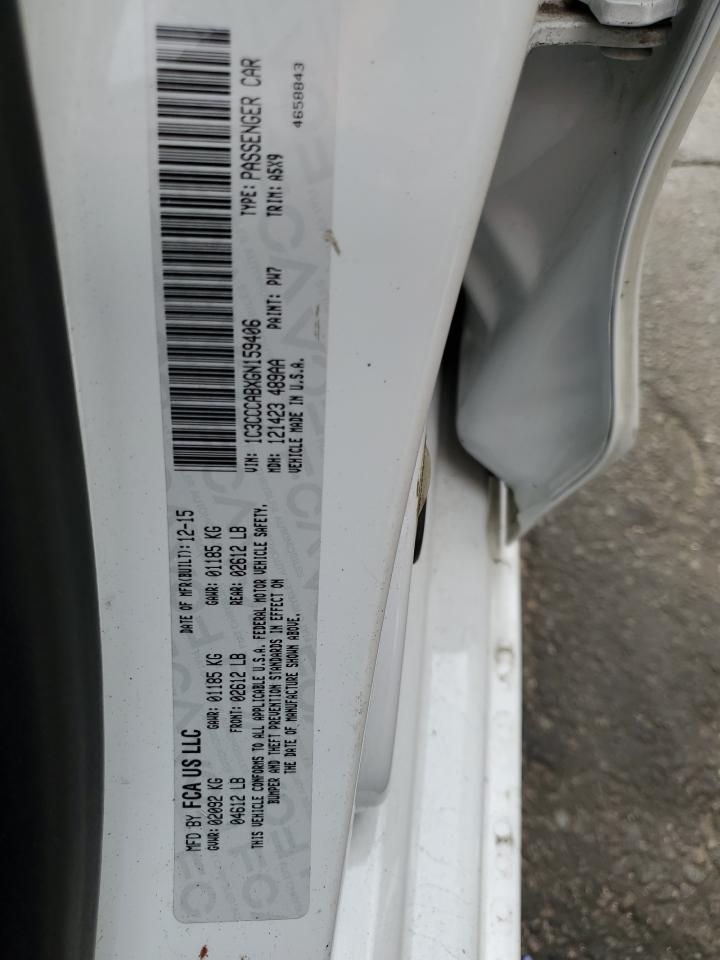 MFD BY FCA US LLC DATE OF MFR(BUILT): 12-15
GVWR: 02092 KG GAWR: 01185 KG GAWR: 01185 KG
04612 LB FRONT: 02612 LB REAR: 02612 LB
THIS VEHICLE CONFORMS TO ALL APPLICABLE U.S.A. FEDERAL MOTOR VEHICLE SAFETY,
BUMPER AND THEFT PREVENTION STANDARDS IN EFFECT ON
THE DATE OF MANUFACTURE SHOWN ABOVE.
VIN: 1C3CCCABXGN159406 TYPE: PASSENGER CAR
MDH: 121423 489AA PAINT: PW7 TRIM: A5X9
VEHICLE MADE IN U.S.A. 4658843